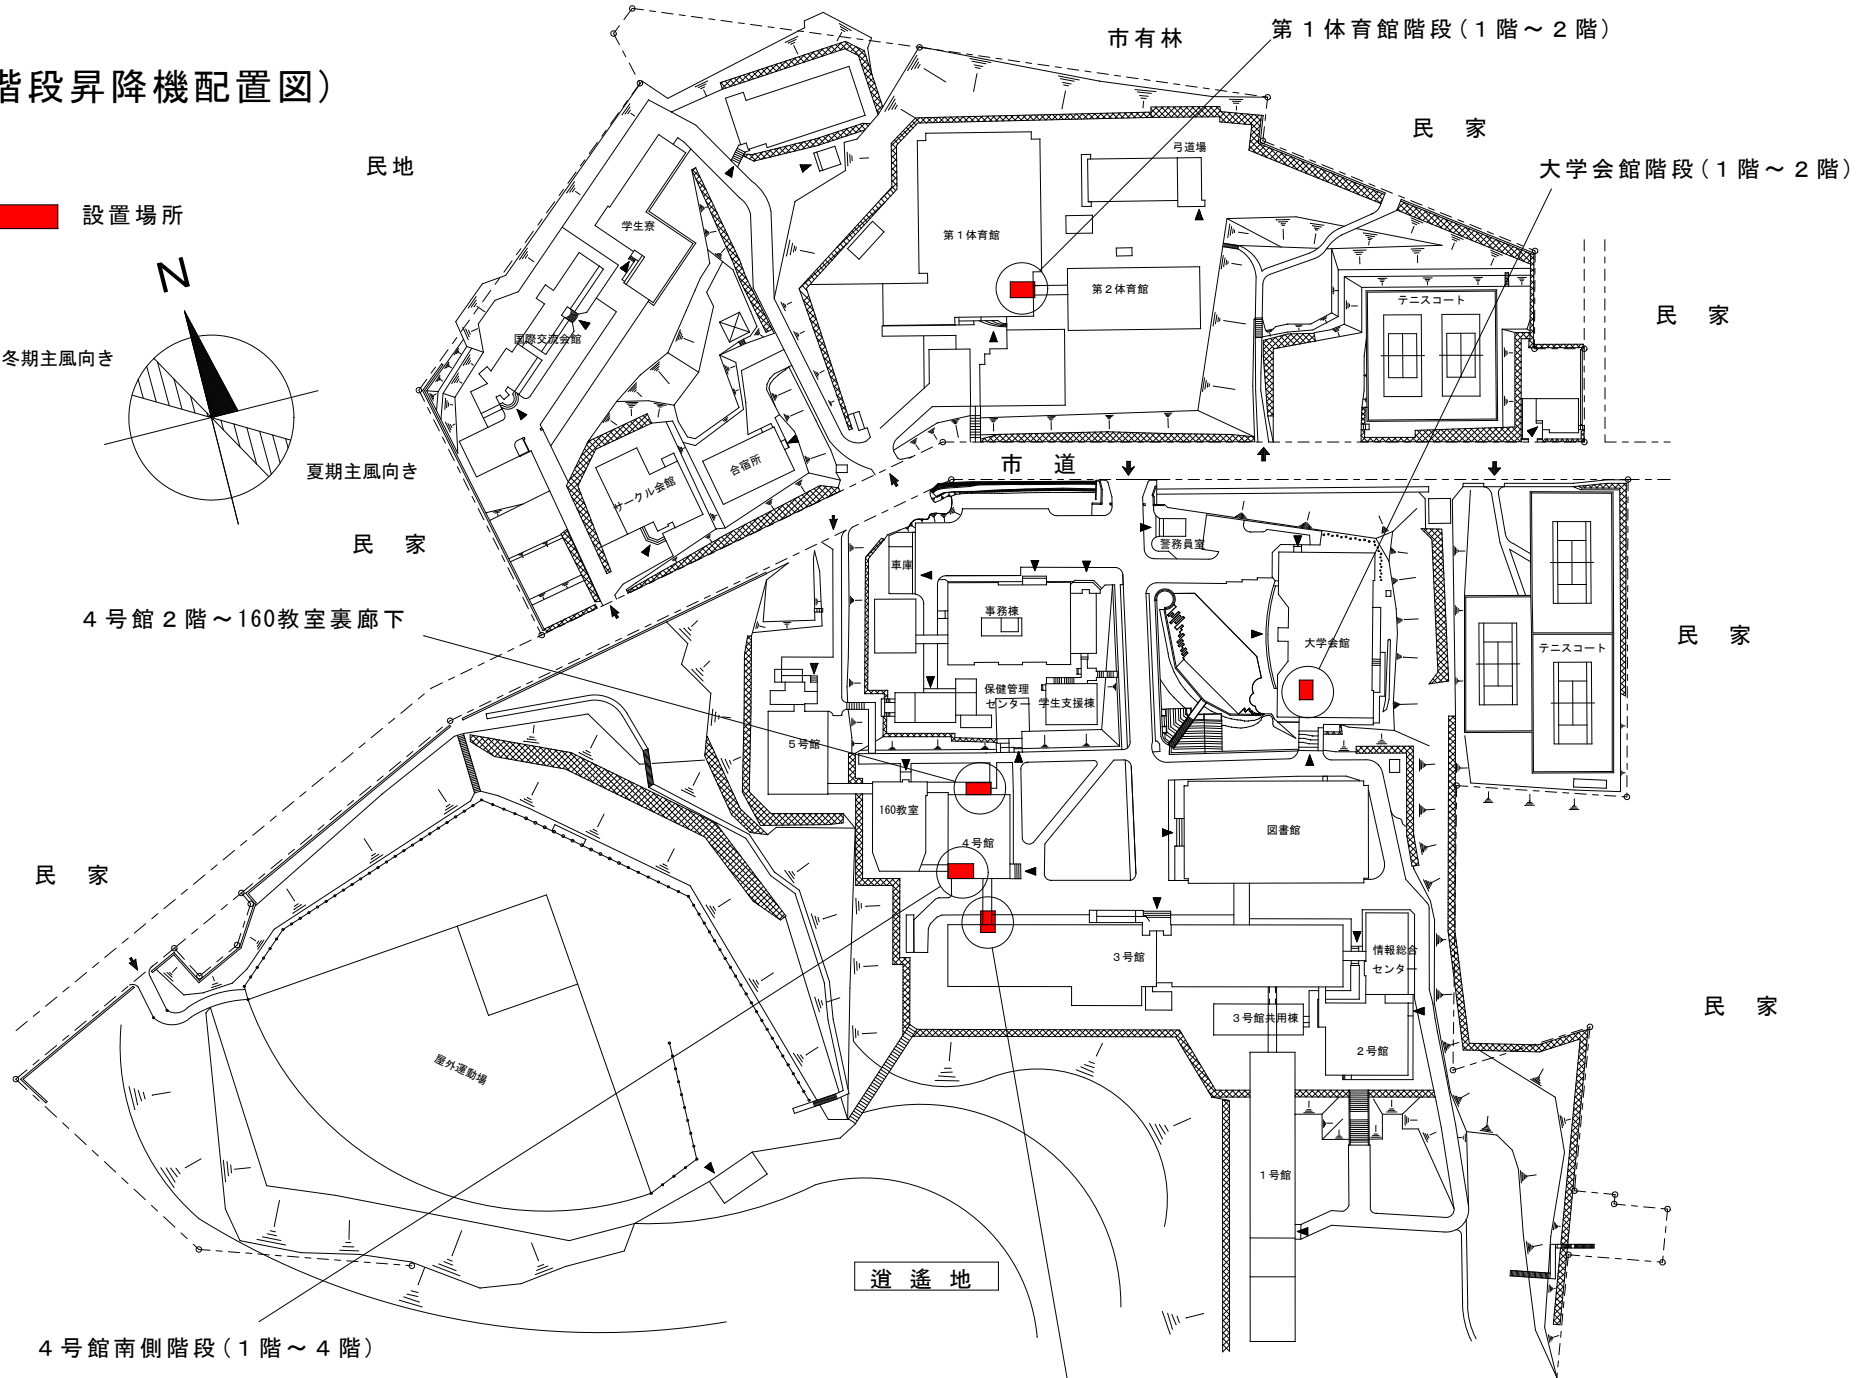 階段昇降機配置図)
設置場所
N
冬期主風向き
夏期主風向き
民地
市有林
第１体育館階段(１階～２階)
民　家
大学会館階段(１階～２階)
弓道場
学生寮
第１体育館
第２体育館
テニスコート
民　家
国際交流会館
合宿所
サークル会館
市　道
民　家
警務員室
車庫
4号館２階～160教室裏廊下
事務棟
大学会館
民　家
テニスコート
保健管理
センター
学生支援棟
５号館
160教室
４号館
図書館
民　家
３号館
情報総合
センター
３号館共用棟
２号館
民　家
屋外運動場
１号館
逍遙地
４号館南側階段(１階～４階)